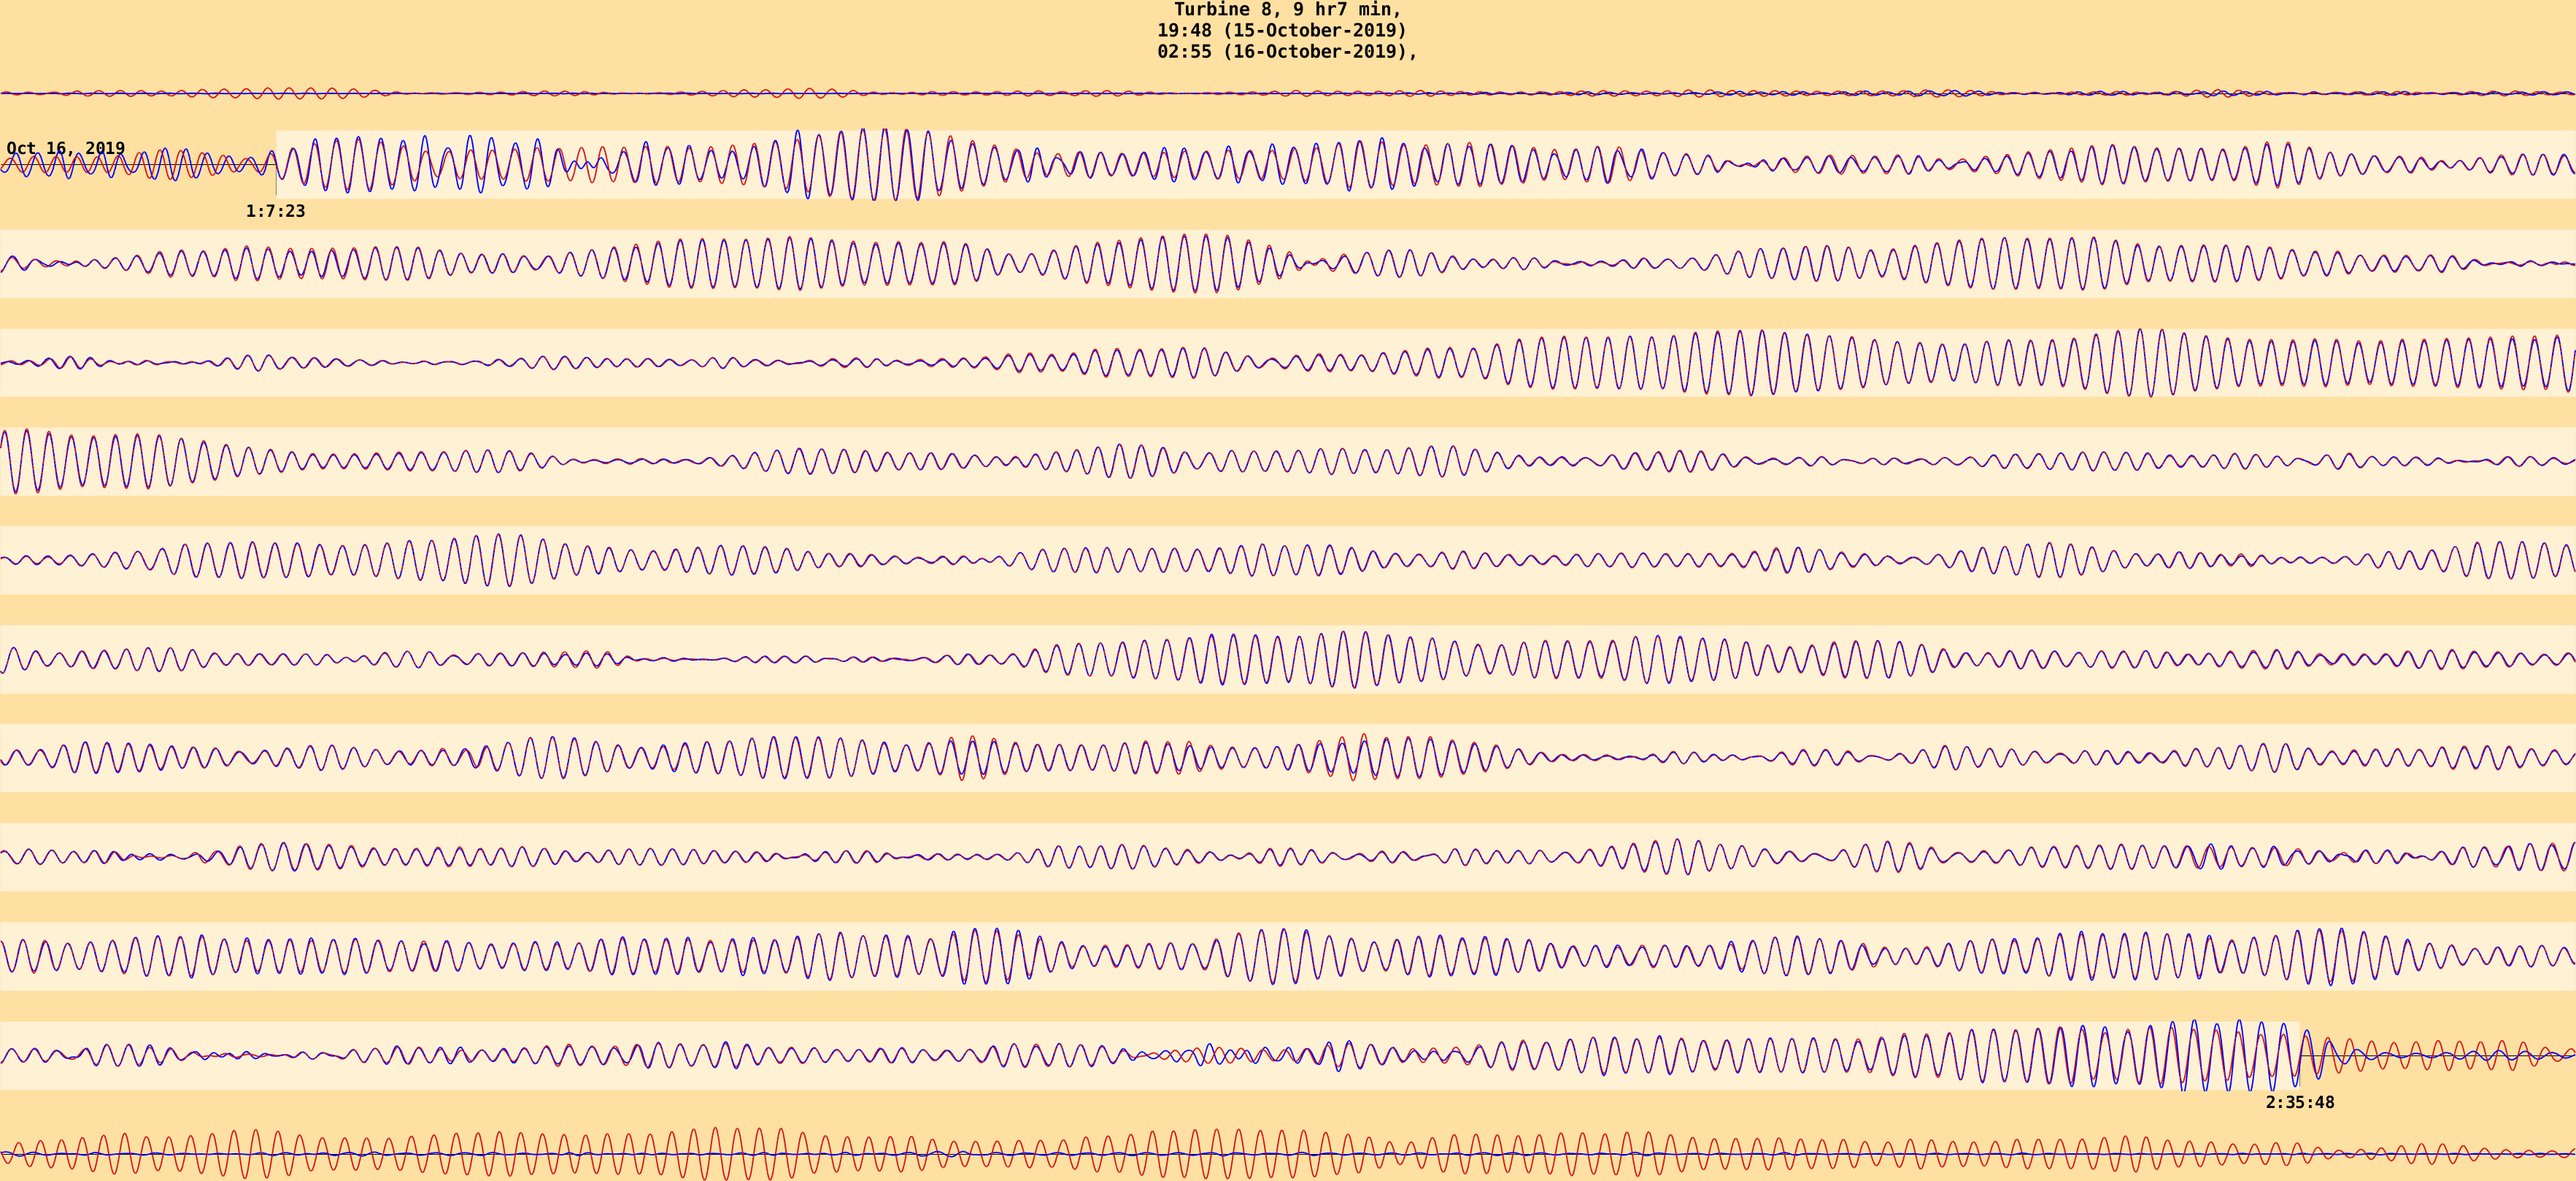 Turbine 8, 9 hr7 min,
19:48 (15-October-2019)
02:55 (16-October-2019),
Oct 16, 2019
1:7:23
2:35:48